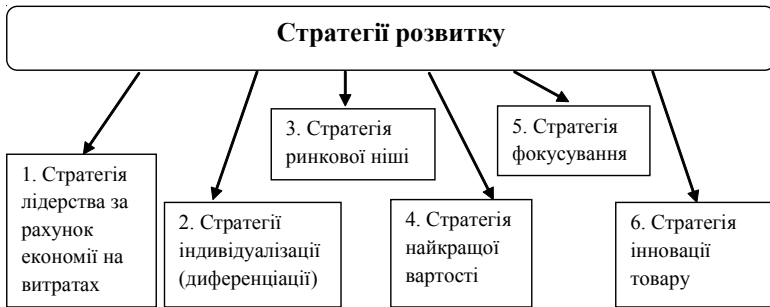 Стратегії розвитку
1. Стратегія
лідерства за
рахунок
економії на
витратах
2. Стратегії
індивідуалізації
(диференціації)
3. Стратегія
ринкової ніші
4. Стратегія
найкращої
вартості
5. Стратегія
фокусування
6. Стратегія
інновації
товару